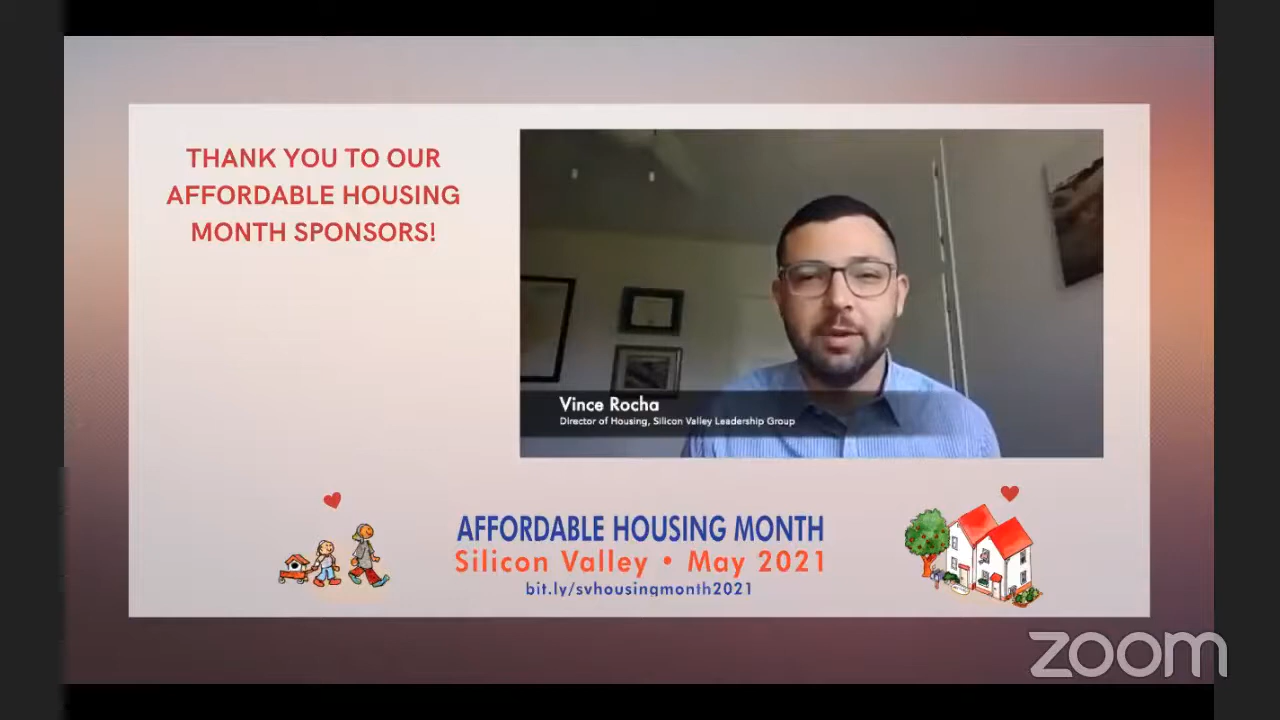 THANK YOU TO OUR
AFFORDABLE HOUSING
MONTH SPONSORS!
Vince Rocha
Director of Housing, Silicon Valley Leadership Group
AFFORDABLE HOUSING MONTH
Silicon Valley • May 2021
bit.ly/svhousingmonth2021
zoom